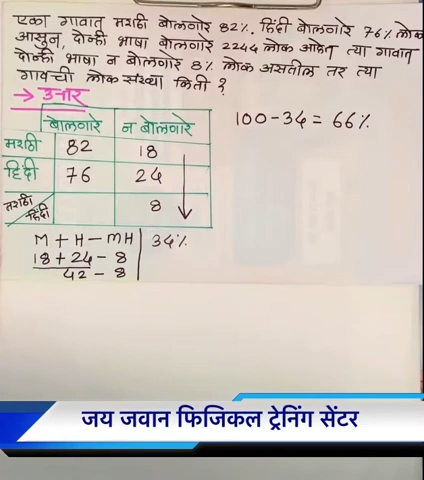 एका गावात मराठी बोलणारे 82%. हिंदी बोलणारे 76% लोक
असुन, दोन्ही भाषा बोलणारे 2244 लोक आहेत त्या गावात
दोन्ही भाषा न बोलणारे 8% लोक असतील तर त्या
गावची लोक संख्या किती ?
→ उत्तर
100 - 34 = 66%
बोलणारे न बोलणारे
मराठी 82 18
हिंदी 76 24
मराठी/हिंदी 8
M + H - MH 34%
18 + 24 - 8
42 - 8
जय जवान फिजिकल ट्रेनिंग सेंटर